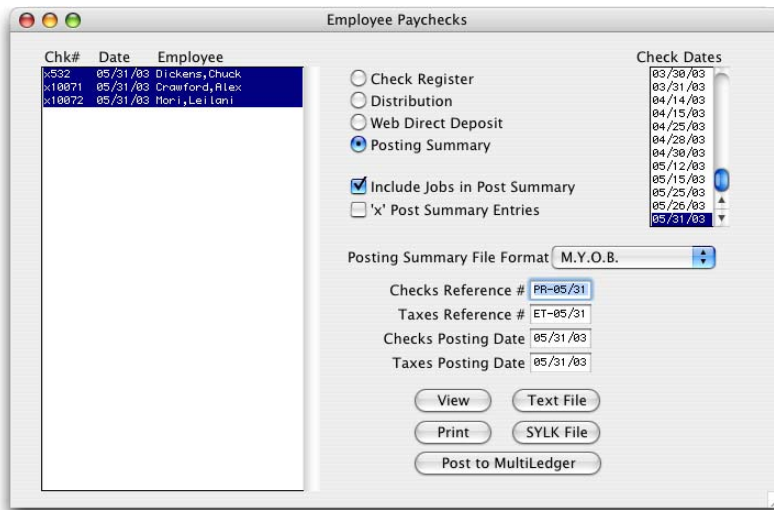 Employee Paychecks
Chk# Date Employee
x532 05/31/03 Dickens,Chuck
x10071 05/31/03 Crawford,Alex
x10072 05/31/03 Mori,Leilani
Check Register
Distribution
Web Direct Deposit
Posting Summary
Include Jobs in Post Summary
'x' Post Summary Entries
Check Dates
03/30/03
03/31/03
04/14/03
04/15/03
04/25/03
04/28/03
04/30/03
05/12/03
05/15/03
05/25/03
05/26/03
05/31/03
Posting Summary File Format M.Y.O.B.
Checks Reference # PR-05/31
Taxes Reference # ET-05/31
Checks Posting Date 05/31/03
Taxes Posting Date 05/31/03
View Text File
Print SYLK File
Post to MultiLedger